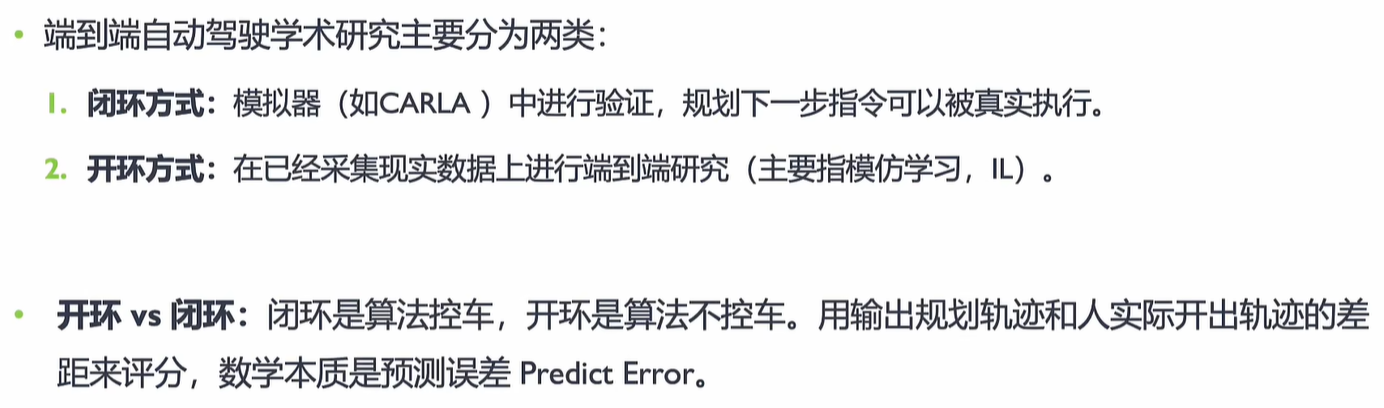 • 端到端自动驾驶学术研究主要分为两类：
1. 闭环方式：模拟器（如CARLA ）中进行验证，规划下一步指令可以被真实执行。
2. 开环方式：在已经采集现实数据上进行端到端研究（主要指模仿学习，IL）。
• 开环 vs 闭环：闭环是算法控车，开环是算法不控车。用输出规划轨迹和人实际开出轨迹的差
距来评分，数学本质是预测误差 Predict Error。